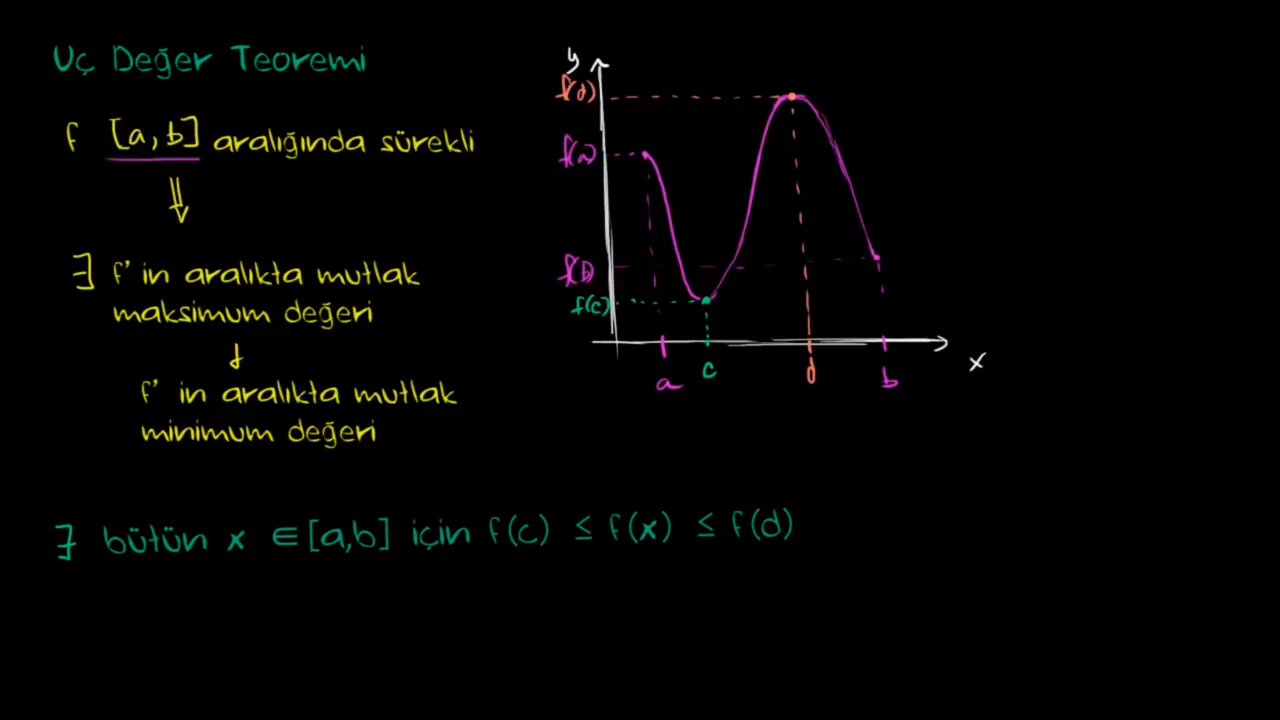 Uç Değer Teoremi
f [a, b] aralığında sürekli
⇓
∃ f' in aralıkta mutlak
maksimum değeri
f' in aralıkta mutlak
minimum değeri
∃ bütün x ∈ [a,b] için f(c) ≤ f(x) ≤ f(d)
y
f(d)
f(a)
f(b)
f(c)
a c d b
x